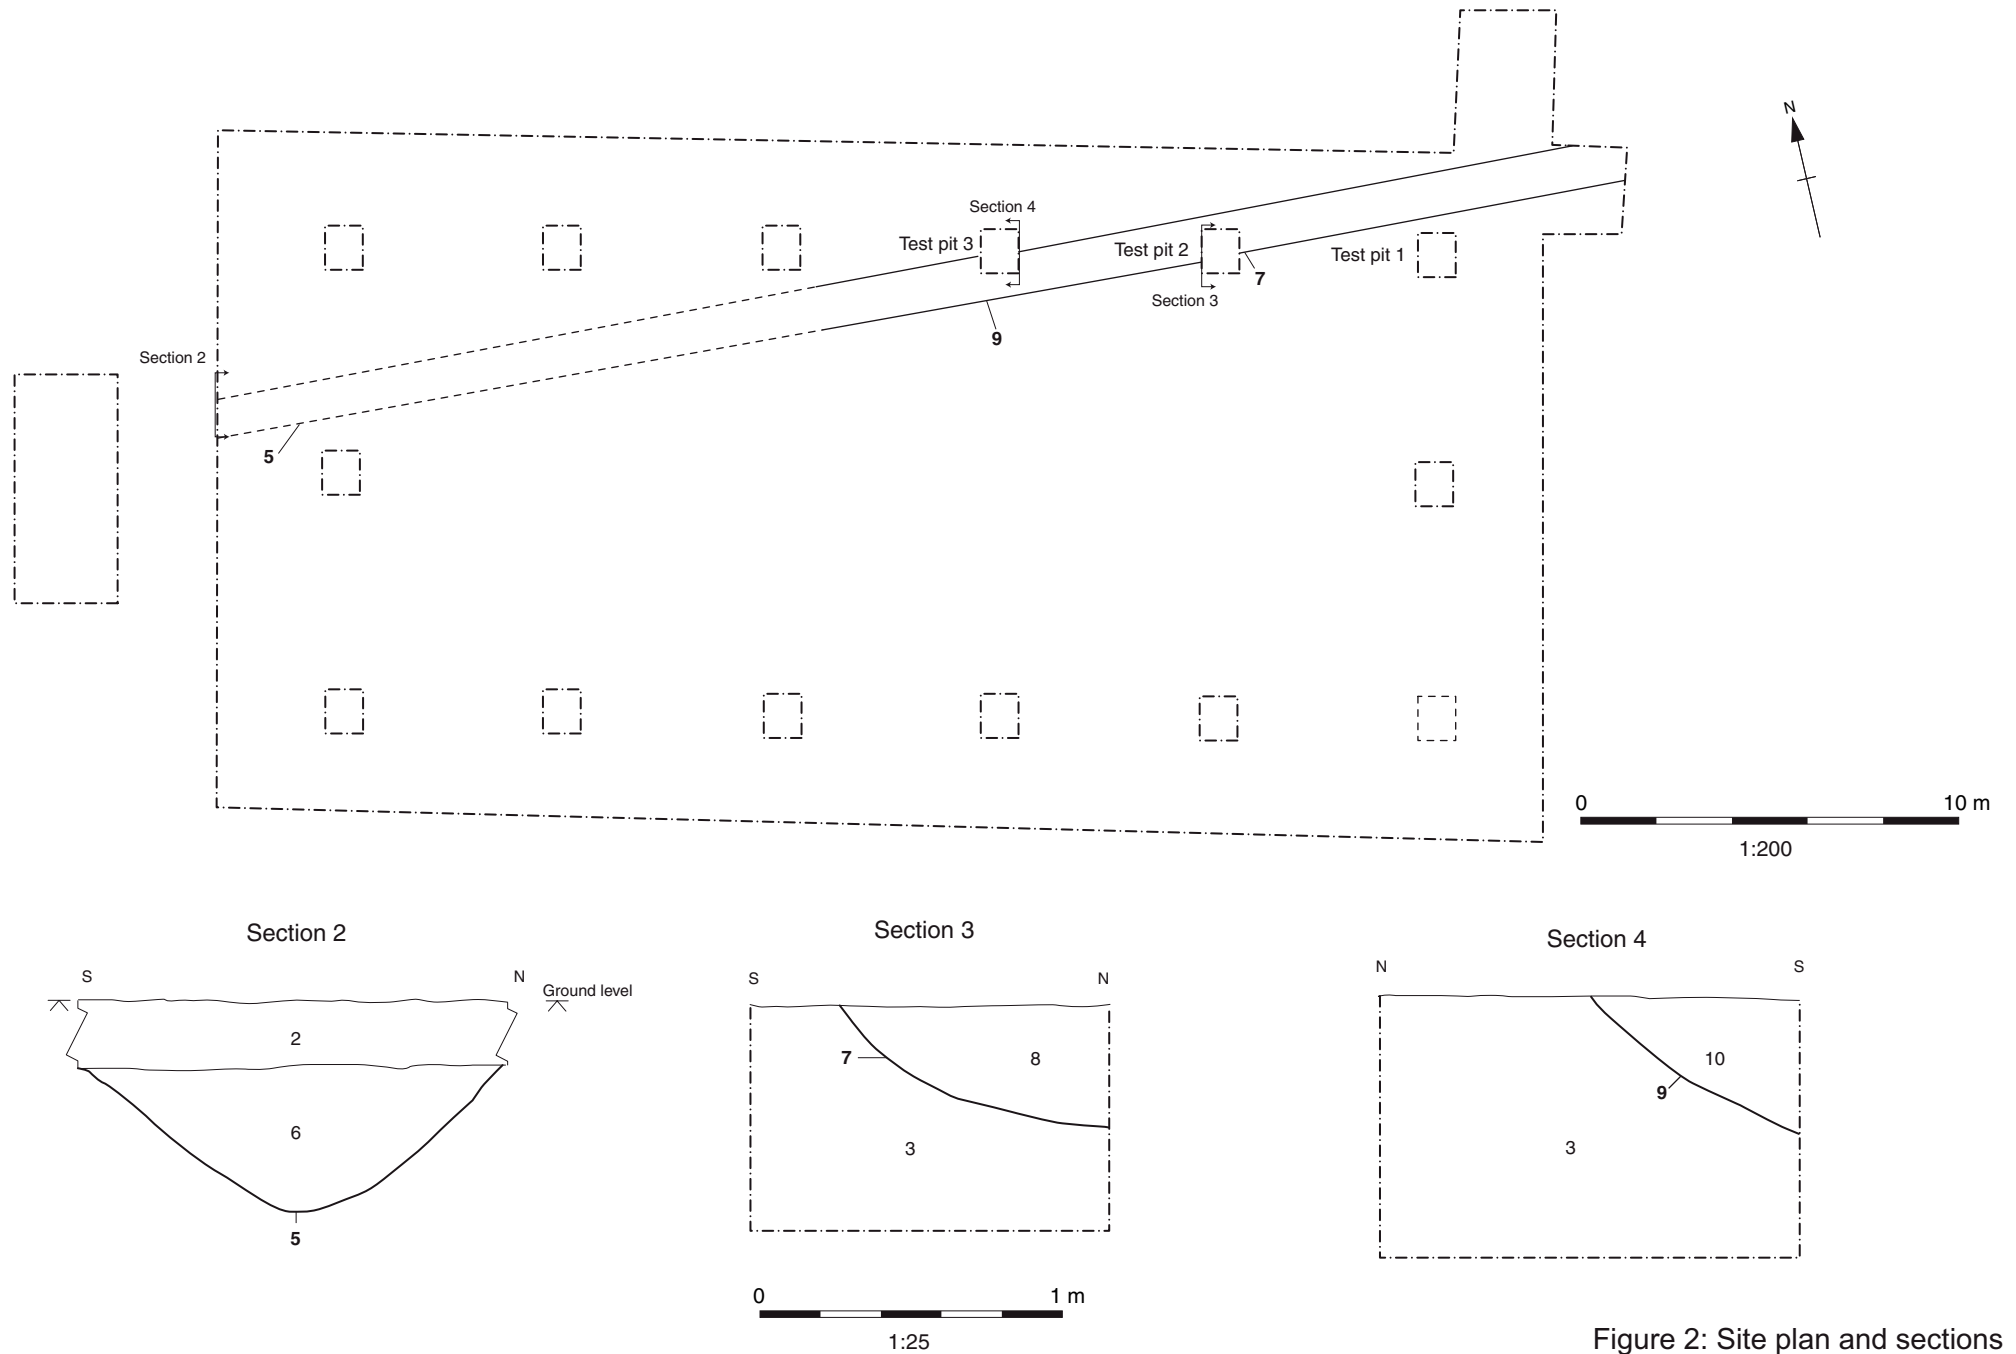 N
Section 4
Test pit 3
Test pit 2
Test pit 1
7
Section 3
9
Section 2
5
0 10 m
1:200
Section 2
S N
Ground level
2
6
5
Section 3
S N
7
8
3
0 1 m
1:25
Section 4
N S
10
9
3
Figure 2: Site plan and sections